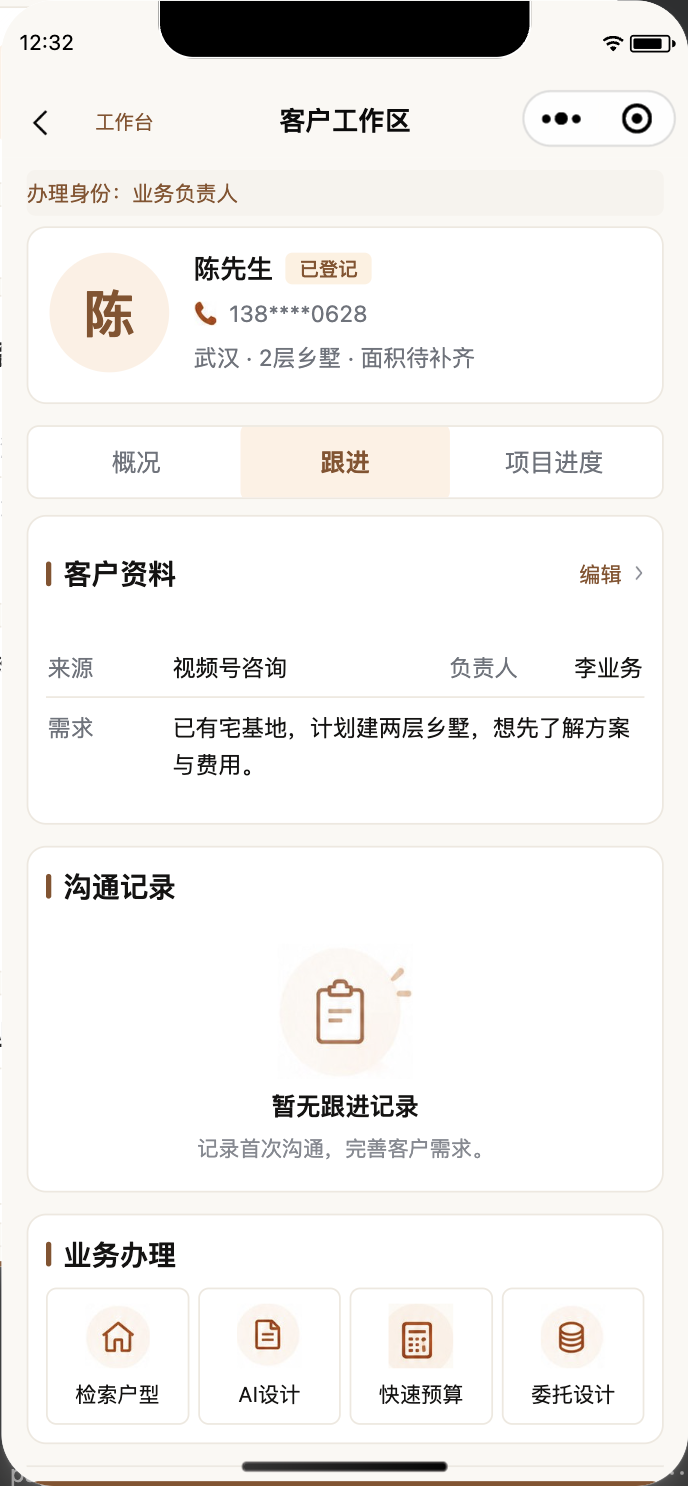 12:32
工作台
客户工作区
办理身份：业务负责人
陈
陈先生 已登记
138****0628
武汉 · 2层乡墅 · 面积待补齐
概况 跟进 项目进度
客户资料
编辑
来源 视频号咨询 负责人 李业务
需求 已有宅基地，计划建两层乡墅，想先了解方案
与费用。
沟通记录
暂无跟进记录
记录首次沟通，完善客户需求。
业务办理
检索户型 AI设计 快速预算 委托设计